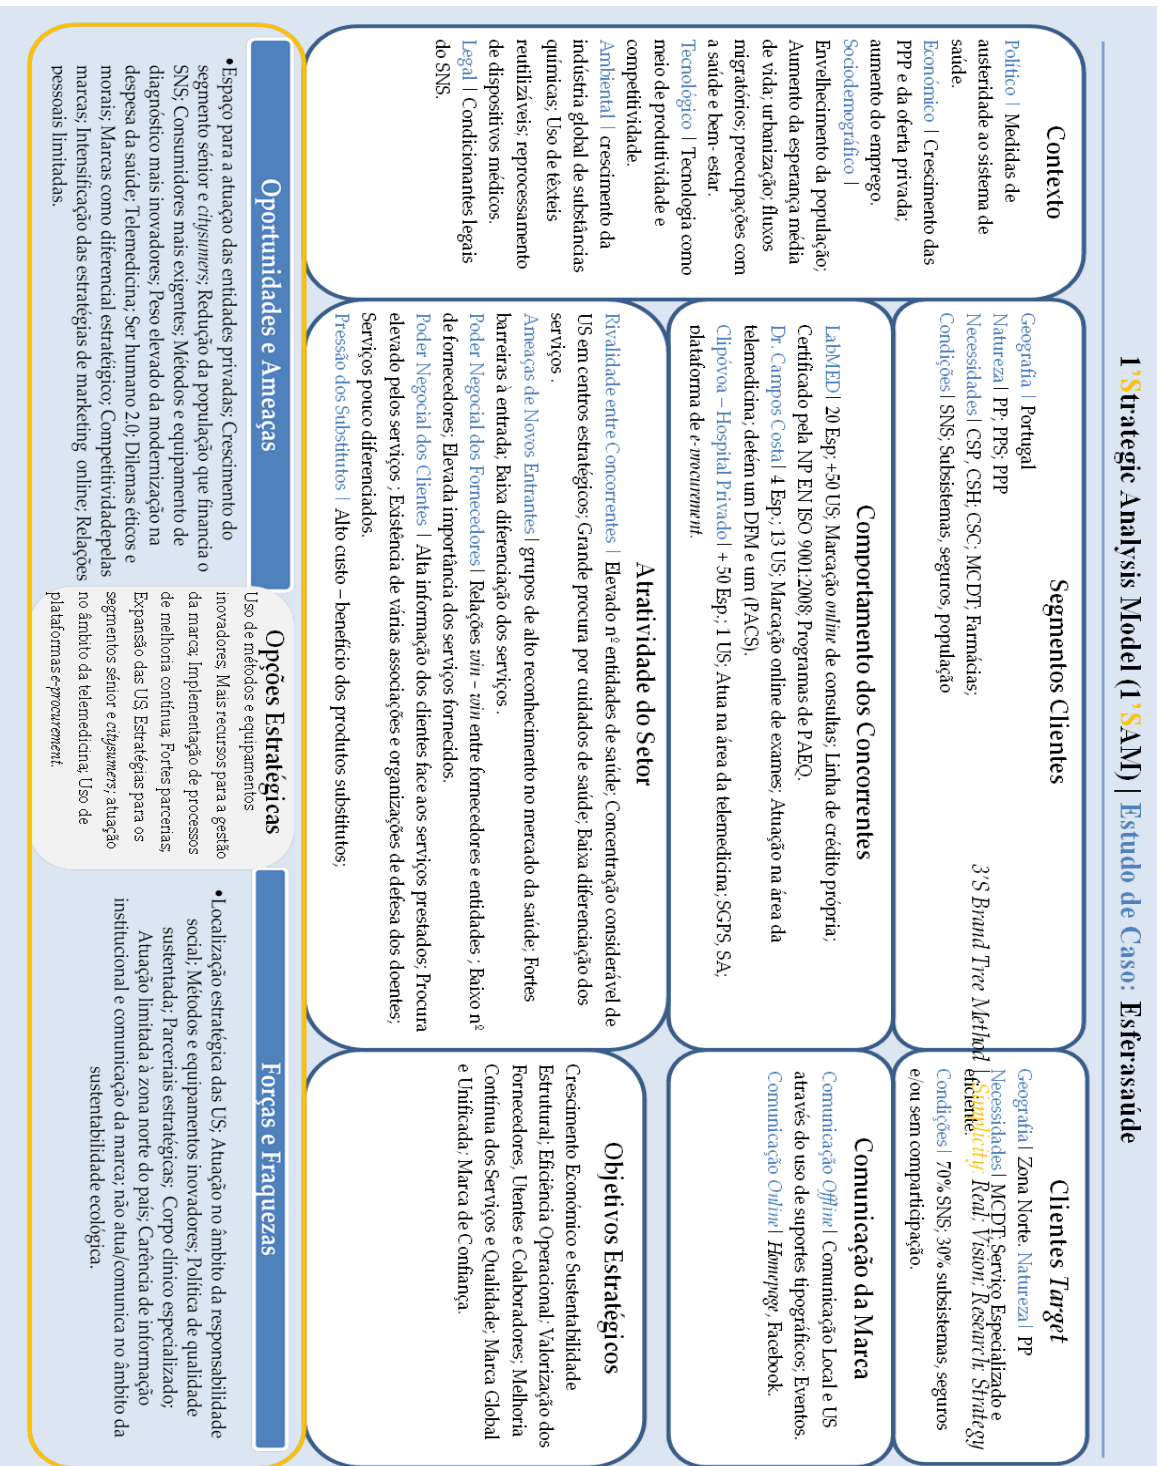 1’Strategic Analysis Model (1’SAM) | Estudo de Caso: Esferasaúde
Contexto
Político | Medidas de
austeridade ao sistema de
saúde.
Económico | Crescimento das
PPP e da oferta privada;
aumento do emprego.
Sociodemográfico |
Envelhecimento da população;
Aumento da esperança média
de vida; urbanização; fluxos
migratórios; preocupações com
a saúde e bem- estar.
Tecnológico | Tecnologia como
meio de produtividade e
competitividade.
Ambiental | crescimento da
indústria global de substâncias
químicas; Uso de têxteis
reutilizáveis; reprocessamento
de dispositivos médicos.
Legal | Condicionantes legais
do SNS.
Segmentos Clientes
Geografia | Portugal
Natureza | PP; PPS; PPP
Necessidades | CSP, CSH; CSC; MCDT; Farmácias;
Condições | SNS; Subsistemas, seguros, população
3’S Brand Tree Method | Simplicity: Real; Vision; Research; Strategy
Clientes Target
Geografia | Zona Norte. Natureza | PP
Necessidades | MCDT; Serviço Especializado e
eficiente.
Condições | 70% SNS; 30% subsistemas, seguros
e/ou sem comparticipação.
Comportamento dos Concorrentes
LabMED | 20 Esp; +50 US; Marcação online de consultas; Linha de crédito própria;
Certificado pela NP EN ISO 9001:2008; Programas de PAEQ.
Dr. Campos Costa | 4 Esp.; 13 US; Marcação online de exames; Atuação na área da
telemedicina; detém um DFM e um (PACS).
Clipóvoa – Hospital Privado | + 50 Esp.; 1 US; Atua na área da telemedicina; SGPS, SA;
plataforma de e-procurement.
Comunicação da Marca
Comunicação Offline | Comunicação Local e US
através do uso de suportes tipográficos; Eventos.
Comunicação Online | Homepage, Facebook.
Atratividade do Setor
Rivalidade entre Concorrentes | Elevado nº entidades de saúde; Concentração considerável de
US em centros estratégicos; Grande procura por cuidados de saúde; Baixa diferenciação dos
serviços .
Ameaças de Novos Entrantes | grupos de alto reconhecimento no mercado da saúde; Fortes
barreiras à entrada; Baixa diferenciação dos serviços .
Poder Negocial dos Fornecedores | Relações win – win entre fornecedores e entidades ; Baixo nº
de fornecedores; Elevada importância dos serviços fornecidos.
Poder Negocial dos Clientes | Alta informação dos clientes face aos serviços prestados; Procura
elevado pelos serviços ; Existência de várias associações e organizações de defesa dos doentes;
Serviços pouco diferenciados.
Pressão dos Substitutos | Alto custo – benefício dos produtos substitutos;
Objetivos Estratégicos
Crescimento Económico e Sustentabilidade
Estrutural; Eficiência Operacional; Valorização dos
Fornecedores, Utentes e Colaboradores; Melhoria
Contínua dos Serviços e Qualidade; Marca Global
e Unificada; Marca de Confiança.
Oportunidades e Ameaças
•Espaço para a atuação das entidades privadas; Crescimento do
segmento sénior e citysumers; Redução da população que financia o
SNS; Consumidores mais exigentes; Métodos e equipamento de
diagnóstico mais inovadores; Peso elevado da modernização na
despesa da saúde; Telemedicina; Ser humano 2.0; Dilemas éticos e
morais; Marcas como diferencial estratégico; Competitividadepelas
marcas; Intensificação das estratégias de marketing online; Relações
pessoais limitadas.
Opções Estratégicas
Uso de métodos e equipamentos
inovadores; Mais recursos para a gestão
da marca; Implementação de processos
de melhoria contínua; Fortes parcerias;
Expansão das US, Estratégias para os
segmentos sénior e citysumers; atuação
no âmbito da telemedicina; Uso de
plataformas e-procurement.
Forças e Fraquezas
•Localização estratégica das US; Atuação no âmbito da responsabilidade
social; Métodos e equipamentos inovadores; Política de qualidade
sustentada; Parceriais estratégicas; Corpo clínico especializado;
Atuação limitada à zona norte do país; Carência de informação
institucional e comunicação da marca; não atua/comunica no âmbito da
sustentabilidade ecológica.